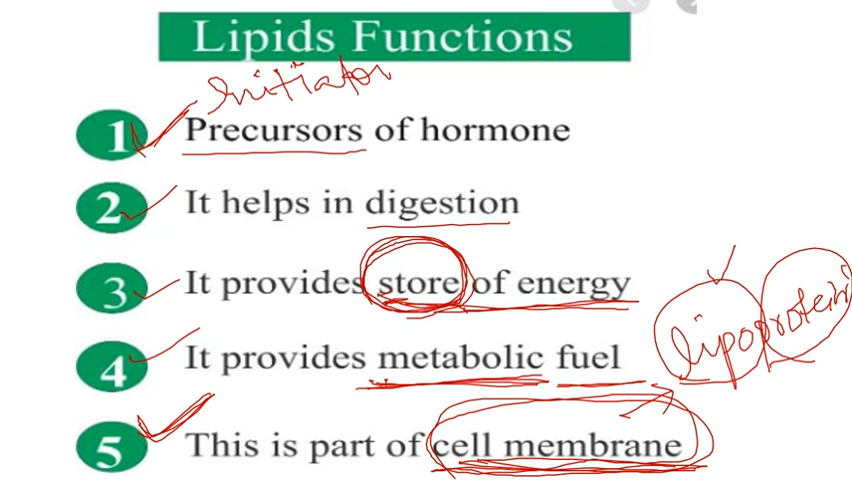 Lipids Functions
Initiator
1 Precursors of hormone
2 It helps in digestion
3 It provides store of energy
4 It provides metabolic fuel
lipoprotein
5 This is part of cell membrane